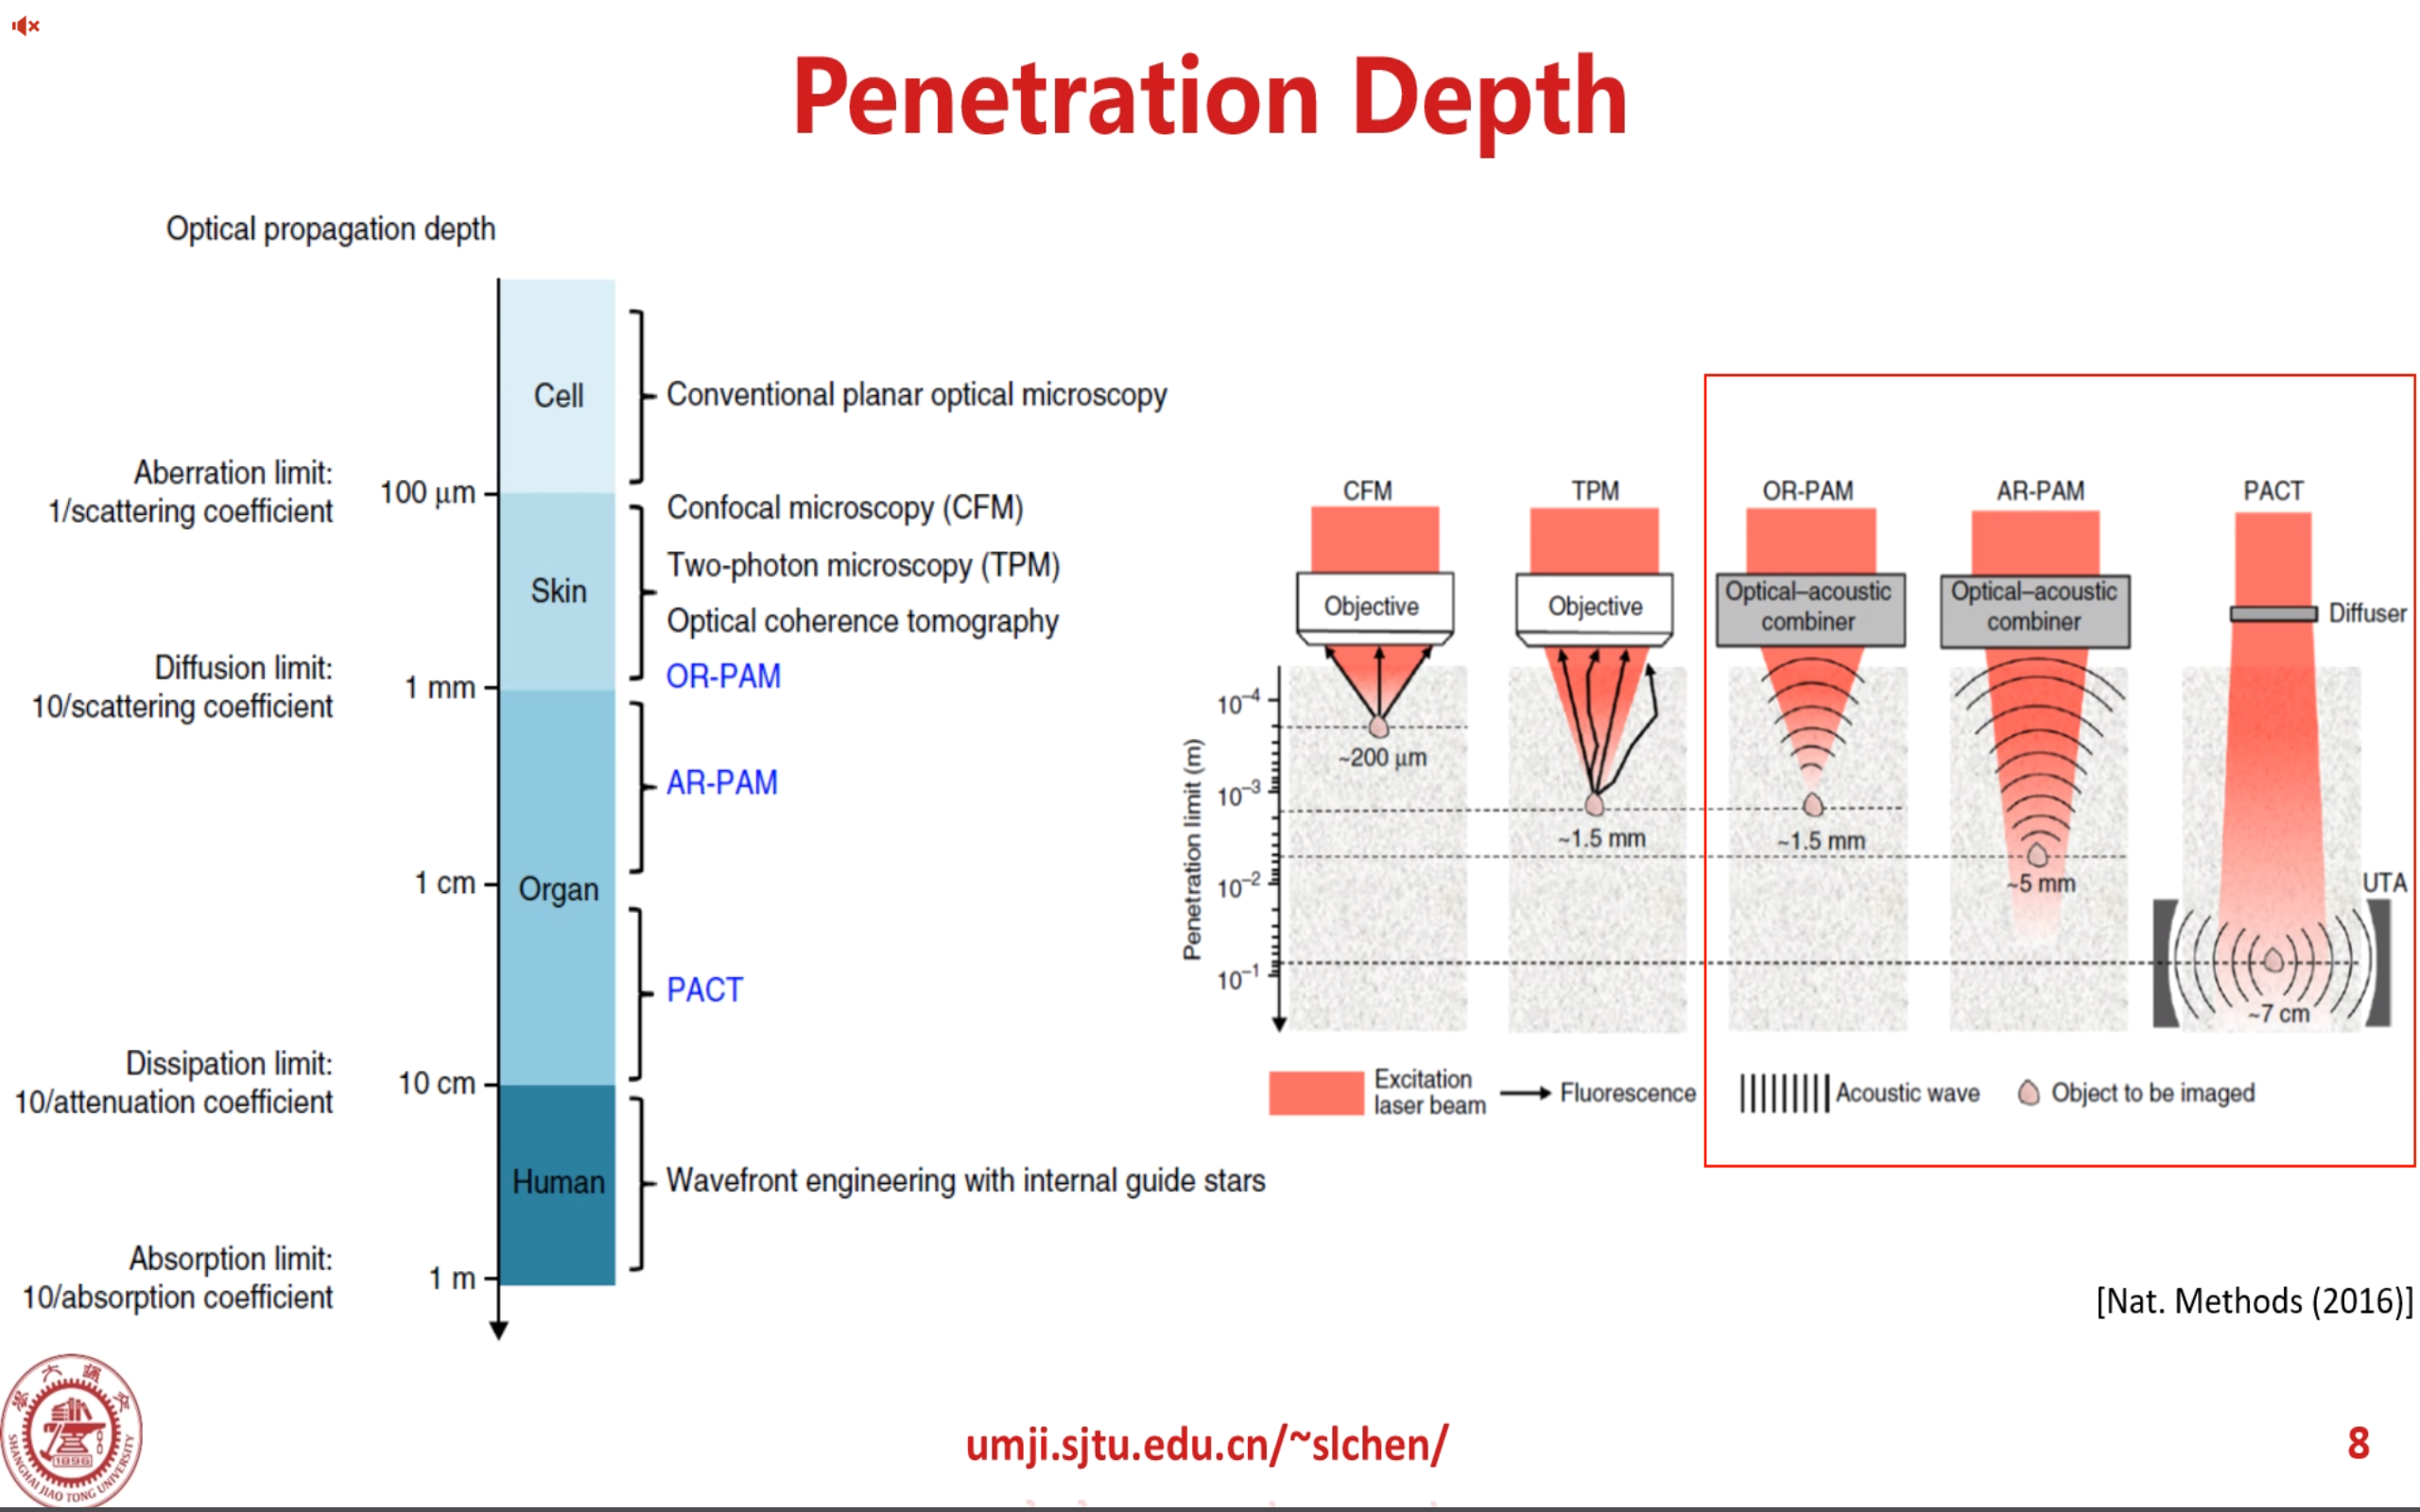 Penetration Depth
Optical propagation depth
Cell
Conventional planar optical microscopy
Aberration limit:
1/scattering coefficient
100 μm
Confocal microscopy (CFM)
Two-photon microscopy (TPM)
Skin
Optical coherence tomography
OR-PAM
Diffusion limit:
10/scattering coefficient
1 mm
AR-PAM
1 cm
Organ
PACT
Dissipation limit:
10/attenuation coefficient
10 cm
Human
Wavefront engineering with internal guide stars
Absorption limit:
10/absorption coefficient
1 m
CFM
TPM
OR-PAM
AR-PAM
PACT
Objective
Objective
Optical–acoustic
combiner
Optical–acoustic
combiner
Diffuser
Penetration limit (m)
10⁻⁴
10⁻³
10⁻²
10⁻¹
~200 μm
~1.5 mm
~1.5 mm
~5 mm
UTA
~7 cm
Excitation
laser beam
Fluorescence
Acoustic wave
Object to be imaged
[Nat. Methods (2016)]
SHANGHAI JIAO TONG UNIVERSITY
1896
umji.sjtu.edu.cn/~slchen/
8